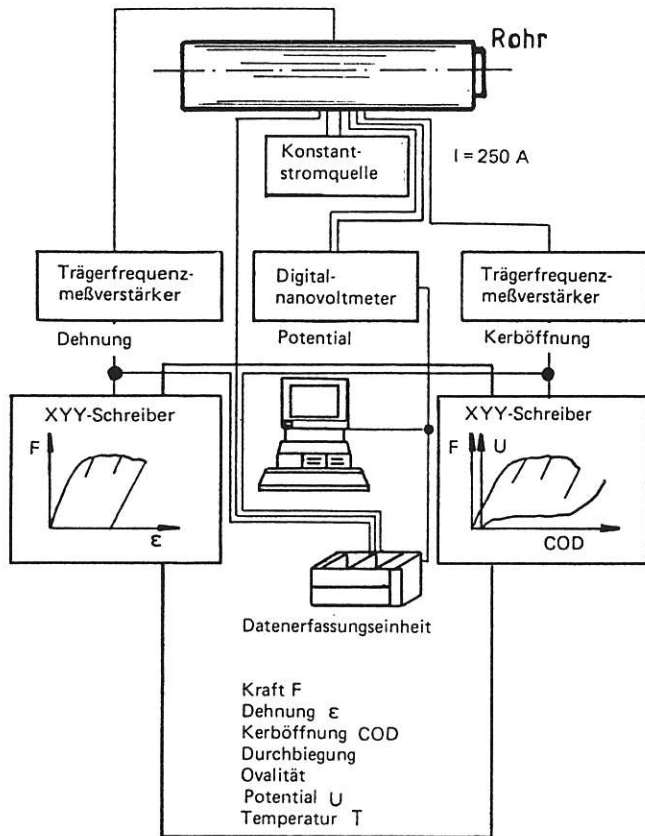 Rohr
Konstant-
stromquelle
I = 250 A
Trägerfrequenz-
meßverstärker
Digital-
nanovoltmeter
Trägerfrequenz-
meßverstärker
Dehnung
Potential
Kerböffnung
XYY-Schreiber
F
ε
XYY-Schreiber
F U
COD
Datenerfassungseinheit
Kraft F
Dehnung ε
Kerböffnung COD
Durchbiegung
Ovalität
Potential U
Temperatur T